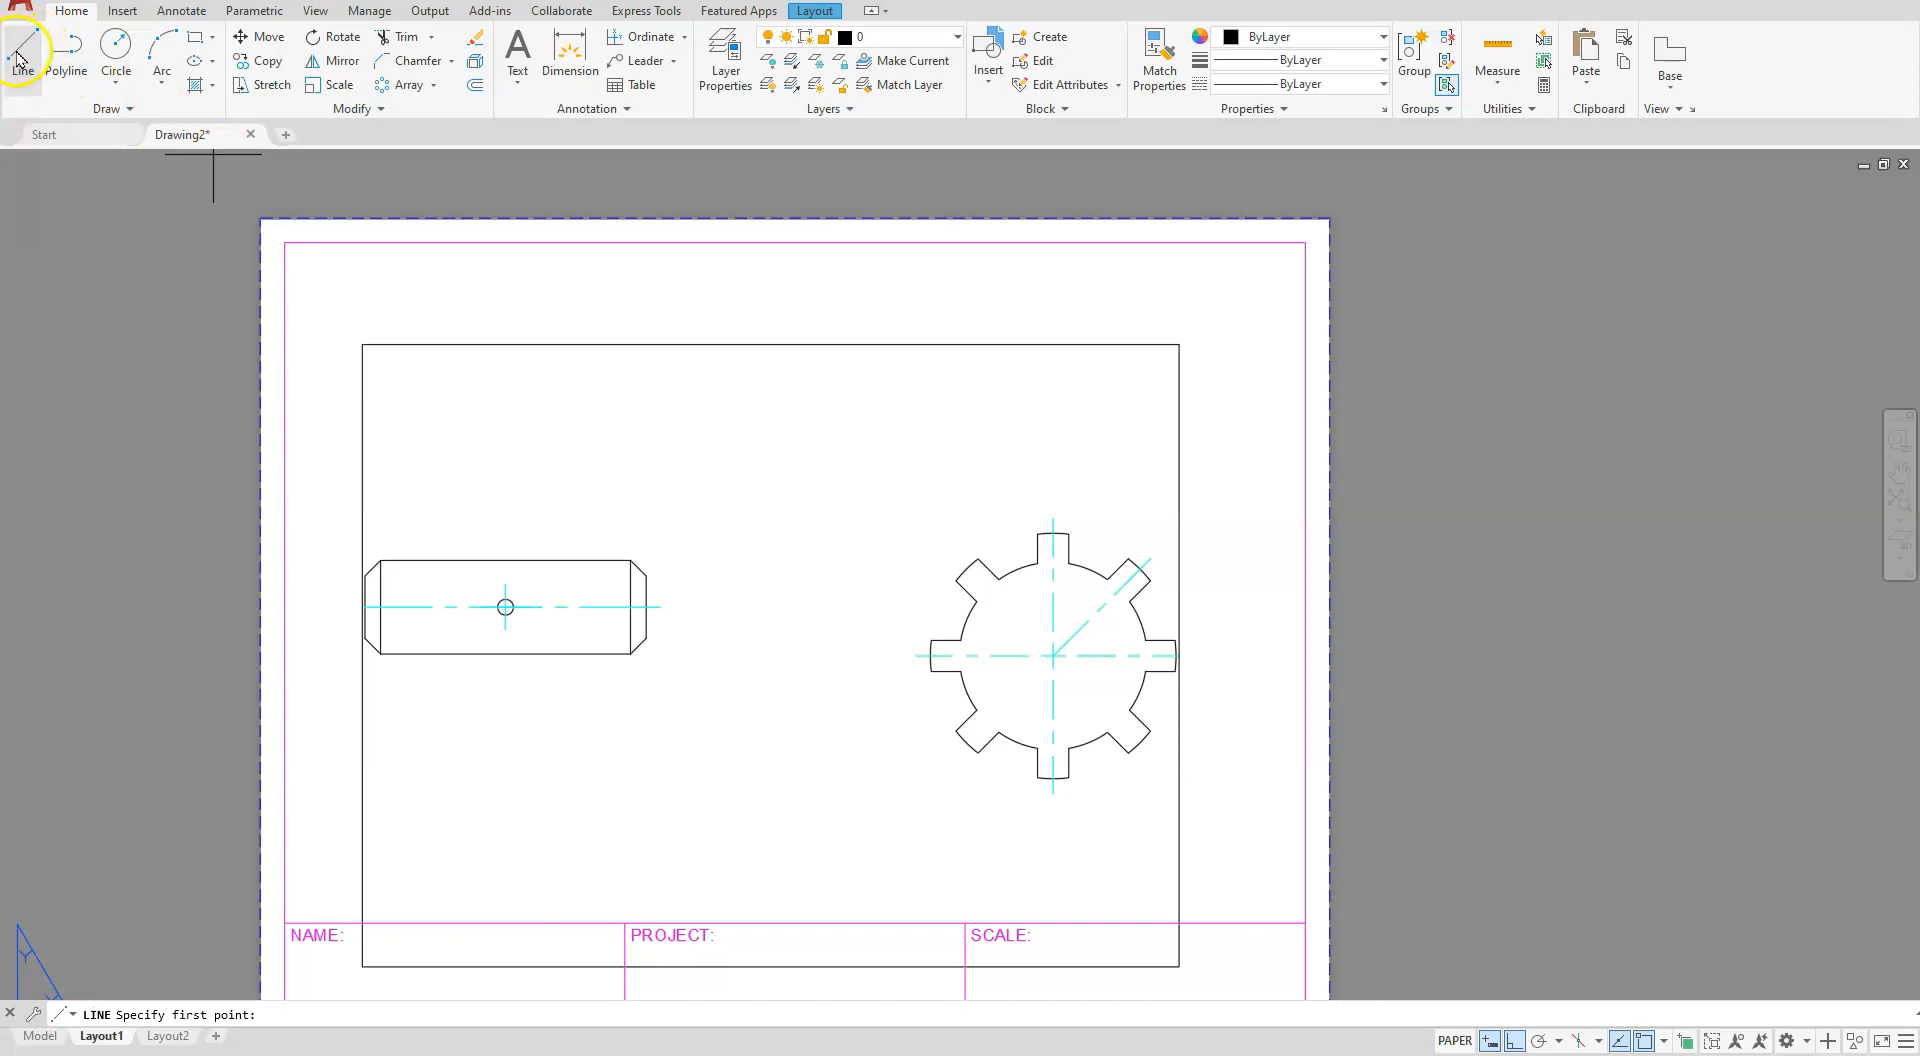 Home Insert Annotate Parametric View Manage Output Add-ins Collaborate Express Tools Featured Apps Layout
Line Polyline Circle Arc
Move Rotate Trim
Copy Mirror Chamfer
Stretch Scale Array
Text Dimension
Ordinate
Leader
Table
Layer Properties
0
Make Current
Match Layer
Insert
Create
Edit
Edit Attributes
Match Properties
ByLayer
ByLayer
ByLayer
Group
Measure
Paste
Base
Draw Modify Annotation Layers Block Properties Groups Utilities Clipboard View
Start Drawing2*
NAME: PROJECT: SCALE:
Y
LINE Specify first point:
Model Layout1 Layout2
PAPER